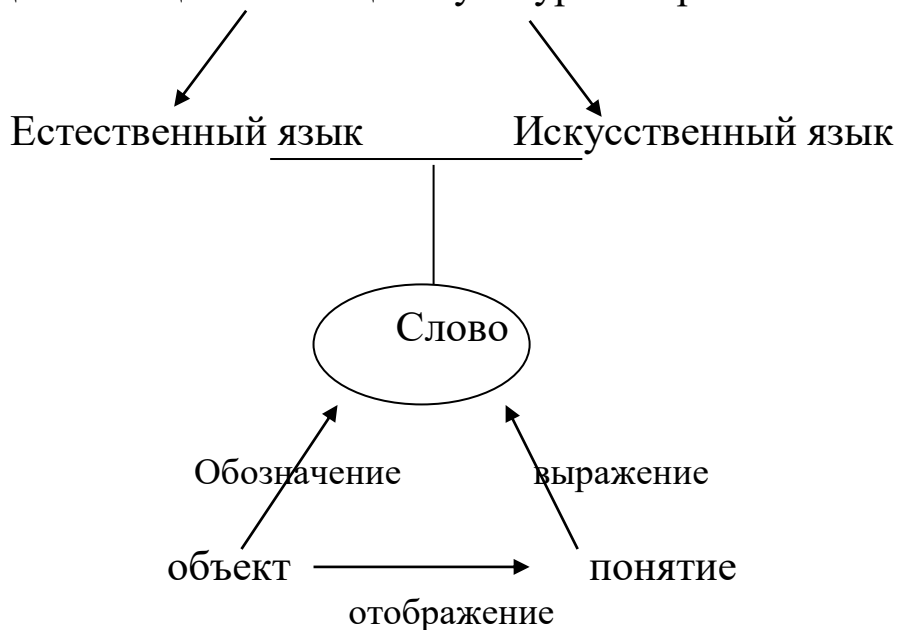 Естественный язык Искусственный язык
Слово
Обозначение выражение
объект понятие
отображение